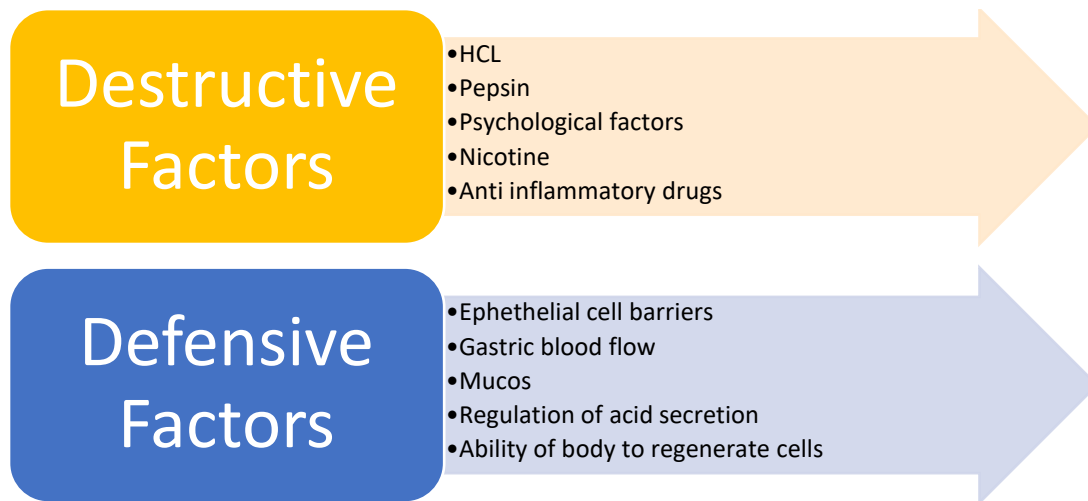 Destructive
Factors
•HCL
•Pepsin
•Psychological factors
•Nicotine
•Anti inflammatory drugs
Defensive
Factors
•Ephethelial cell barriers
•Gastric blood flow
•Mucos
•Regulation of acid secretion
•Ability of body to regenerate cells